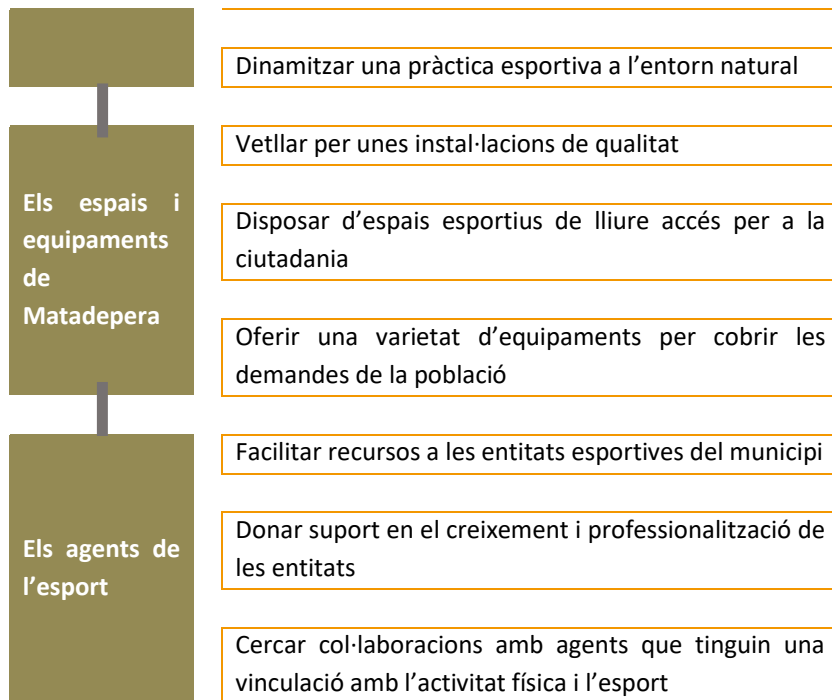 Dinamitzar una pràctica esportiva a l'entorn natural
Els espais i
equipaments
de
Matadepera
Vetllar per unes instal·lacions de qualitat
Disposar d'espais esportius de lliure accés per a la
ciutadania
Oferir una varietat d'equipaments per cobrir les
demandes de la població
Els agents de
l'esport
Facilitar recursos a les entitats esportives del municipi
Donar suport en el creixement i professionalització de
les entitats
Cercar col·laboracions amb agents que tinguin una
vinculació amb l'activitat física i l'esport